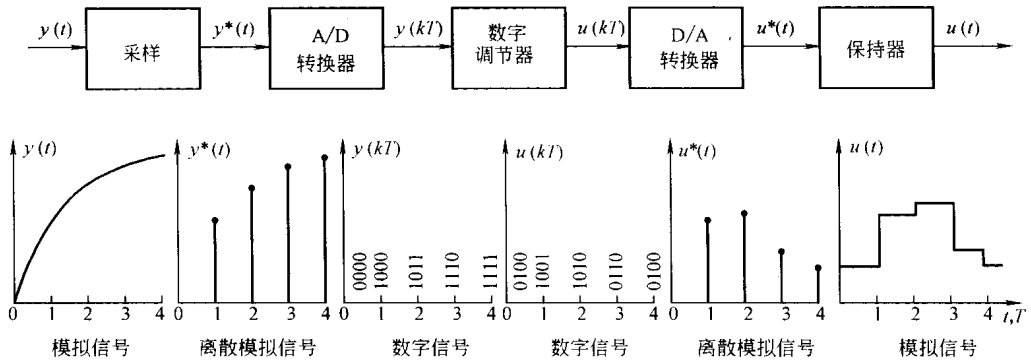 y(t) y*(t) y(kT) u(kT) u*(t) u(t)
采样
A/D
转换器
数字
调节器
D/A
转换器
保持器
y(t)
0 1 2 3 4
模拟信号
y*(t)
0 1 2 3 4
离散模拟信号
y(kT)
0000 1000 1011 1110 1111
0 1 2 3 4
数字信号
u(kT)
0100 1001 1010 0110 0100
0 1 2 3 4
数字信号
u*(t)
0 1 2 3 4
离散模拟信号
u(t)
0 1 2 3 4 t,T
模拟信号